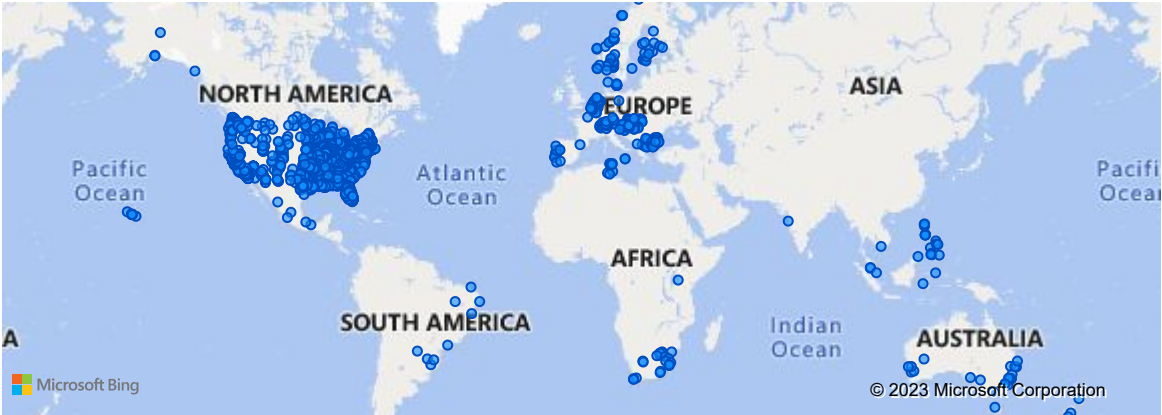 NORTH AMERICA
ASIA
EUROPE
Pacific
Ocean
Atlantic
Ocean
Pacifi
Ocea
AFRICA
SOUTH AMERICA
Indian
Ocean
AUSTRALIA
A
Microsoft Bing
© 2023 Microsoft Corporation